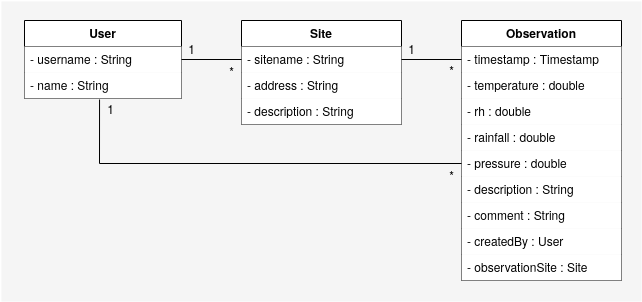 User
- username : String
- name : String
1
*
1
Site
- sitename : String
- address : String
- description : String
1
*
Observation
- timestamp : Timestamp
- temperature : double
- rh : double
- rainfall : double
- pressure : double
- description : String
- comment : String
- createdBy : User
- observationSite : Site
*